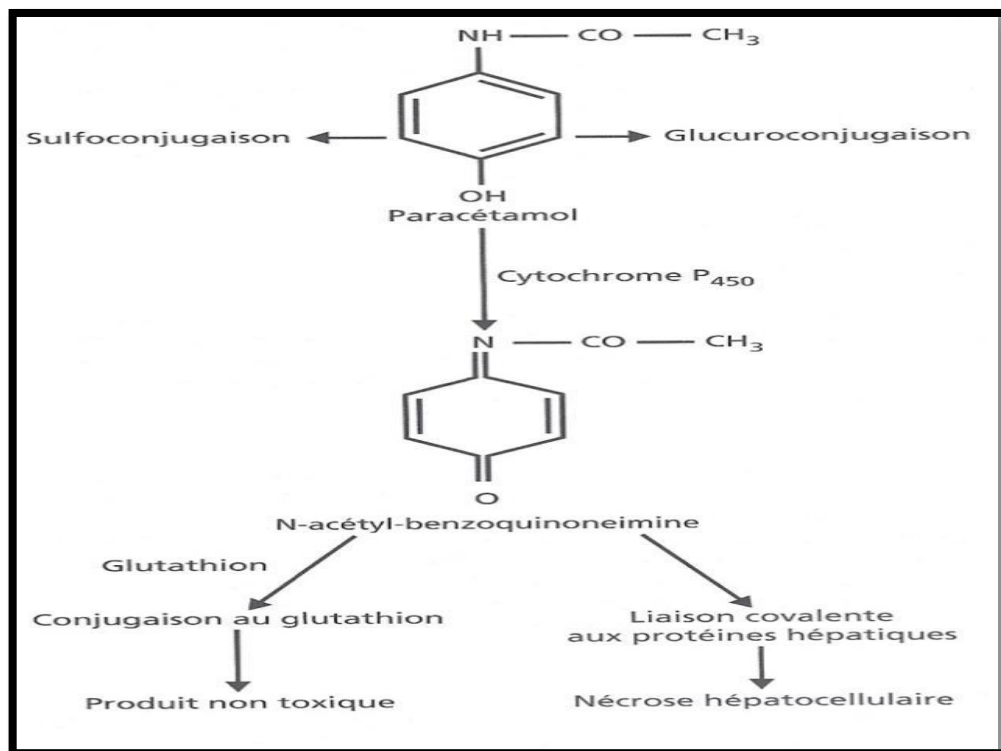 NH — CO — CH3
Sulfoconjugaison
Glucuroconjugaison
OH
Paracétamol
Cytochrome P450
N — CO — CH3
O
N-acétyl-benzoquinoneimine
Glutathion
Conjugaison au glutathion
Liaison covalente
aux protéines hépatiques
Produit non toxique
Nécrose hépatocellulaire